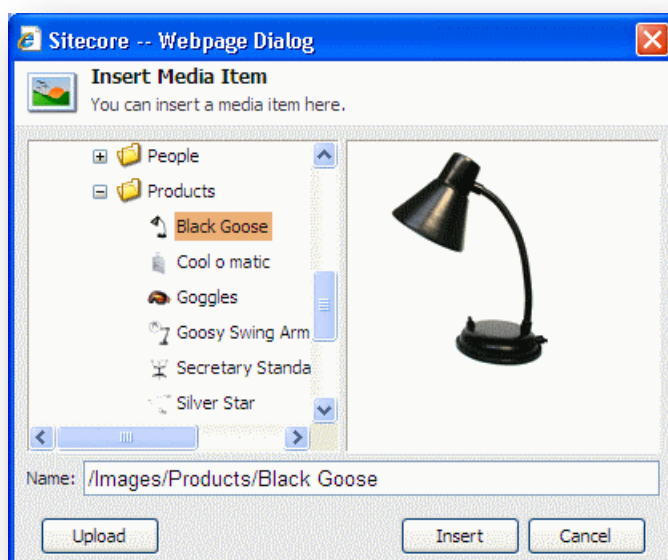 Sitecore -- Webpage Dialog
Insert Media Item
You can insert a media item here.
People
Products
Black Goose
Cool o matic
Goggles
Goosy Swing Arm
Secretary Standa
Silver Star
Name: /Images/Products/Black Goose
Upload Insert Cancel